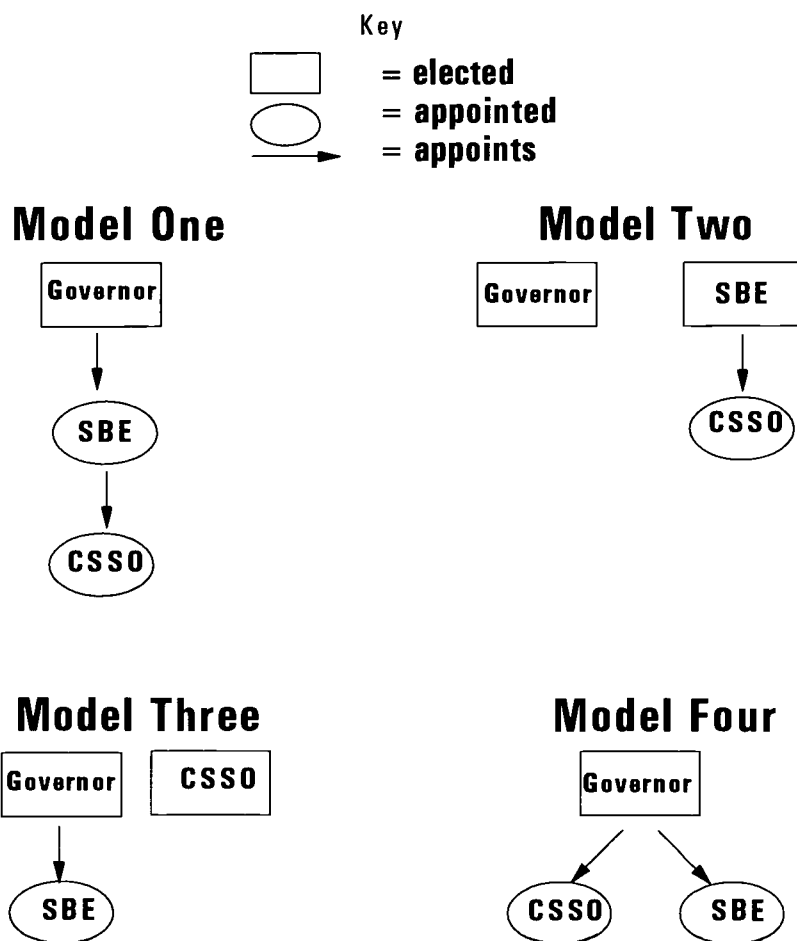 Key
= elected
= appointed
= appoints
Model One
Model Two
Governor
Governor
SBE
SBE
CSSO
CSSO
Model Three
Model Four
Governor
CSSO
Governor
SBE
CSSO
SBE